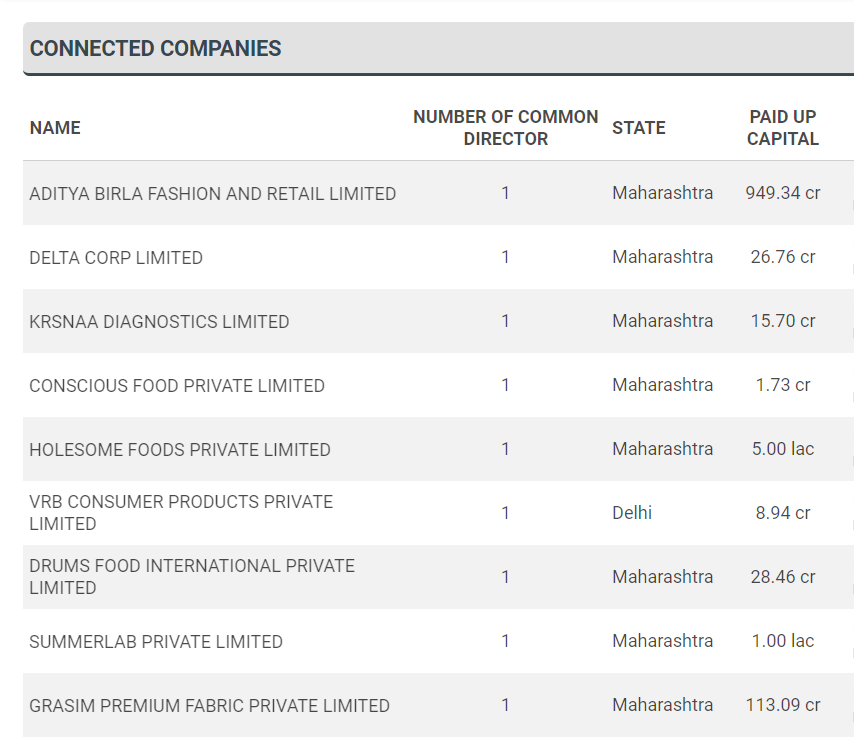 CONNECTED COMPANIES
NAME NUMBER OF COMMON DIRECTOR STATE PAID UP CAPITAL
ADITYA BIRLA FASHION AND RETAIL LIMITED 1 Maharashtra 949.34 cr
DELTA CORP LIMITED 1 Maharashtra 26.76 cr
KRSNAA DIAGNOSTICS LIMITED 1 Maharashtra 15.70 cr
CONSCIOUS FOOD PRIVATE LIMITED 1 Maharashtra 1.73 cr
HOLESOME FOODS PRIVATE LIMITED 1 Maharashtra 5.00 lac
VRB CONSUMER PRODUCTS PRIVATE LIMITED 1 Delhi 8.94 cr
DRUMS FOOD INTERNATIONAL PRIVATE LIMITED 1 Maharashtra 28.46 cr
SUMMERLAB PRIVATE LIMITED 1 Maharashtra 1.00 lac
GRASIM PREMIUM FABRIC PRIVATE LIMITED 1 Maharashtra 113.09 cr